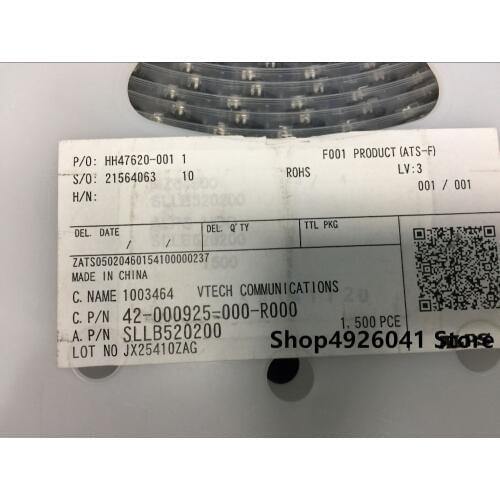 P/O: HH47620-001 1 F001 PRODUCT(ATS-F)
S/O: 21564063 10 ROHS LV:3
H/N: 001 / 001
DEL. DATE DEL. Q'TY TTL PKG
/ /
ZATS05020460154100000237
MADE IN CHINA
C. NAME 1003464 VTECH COMMUNICATIONS
C. P/N 42-000925-000-R000
1,500 PCE
A. P/N SLLB520200
LOT NO JX25410ZAG
Shop4926041 Store